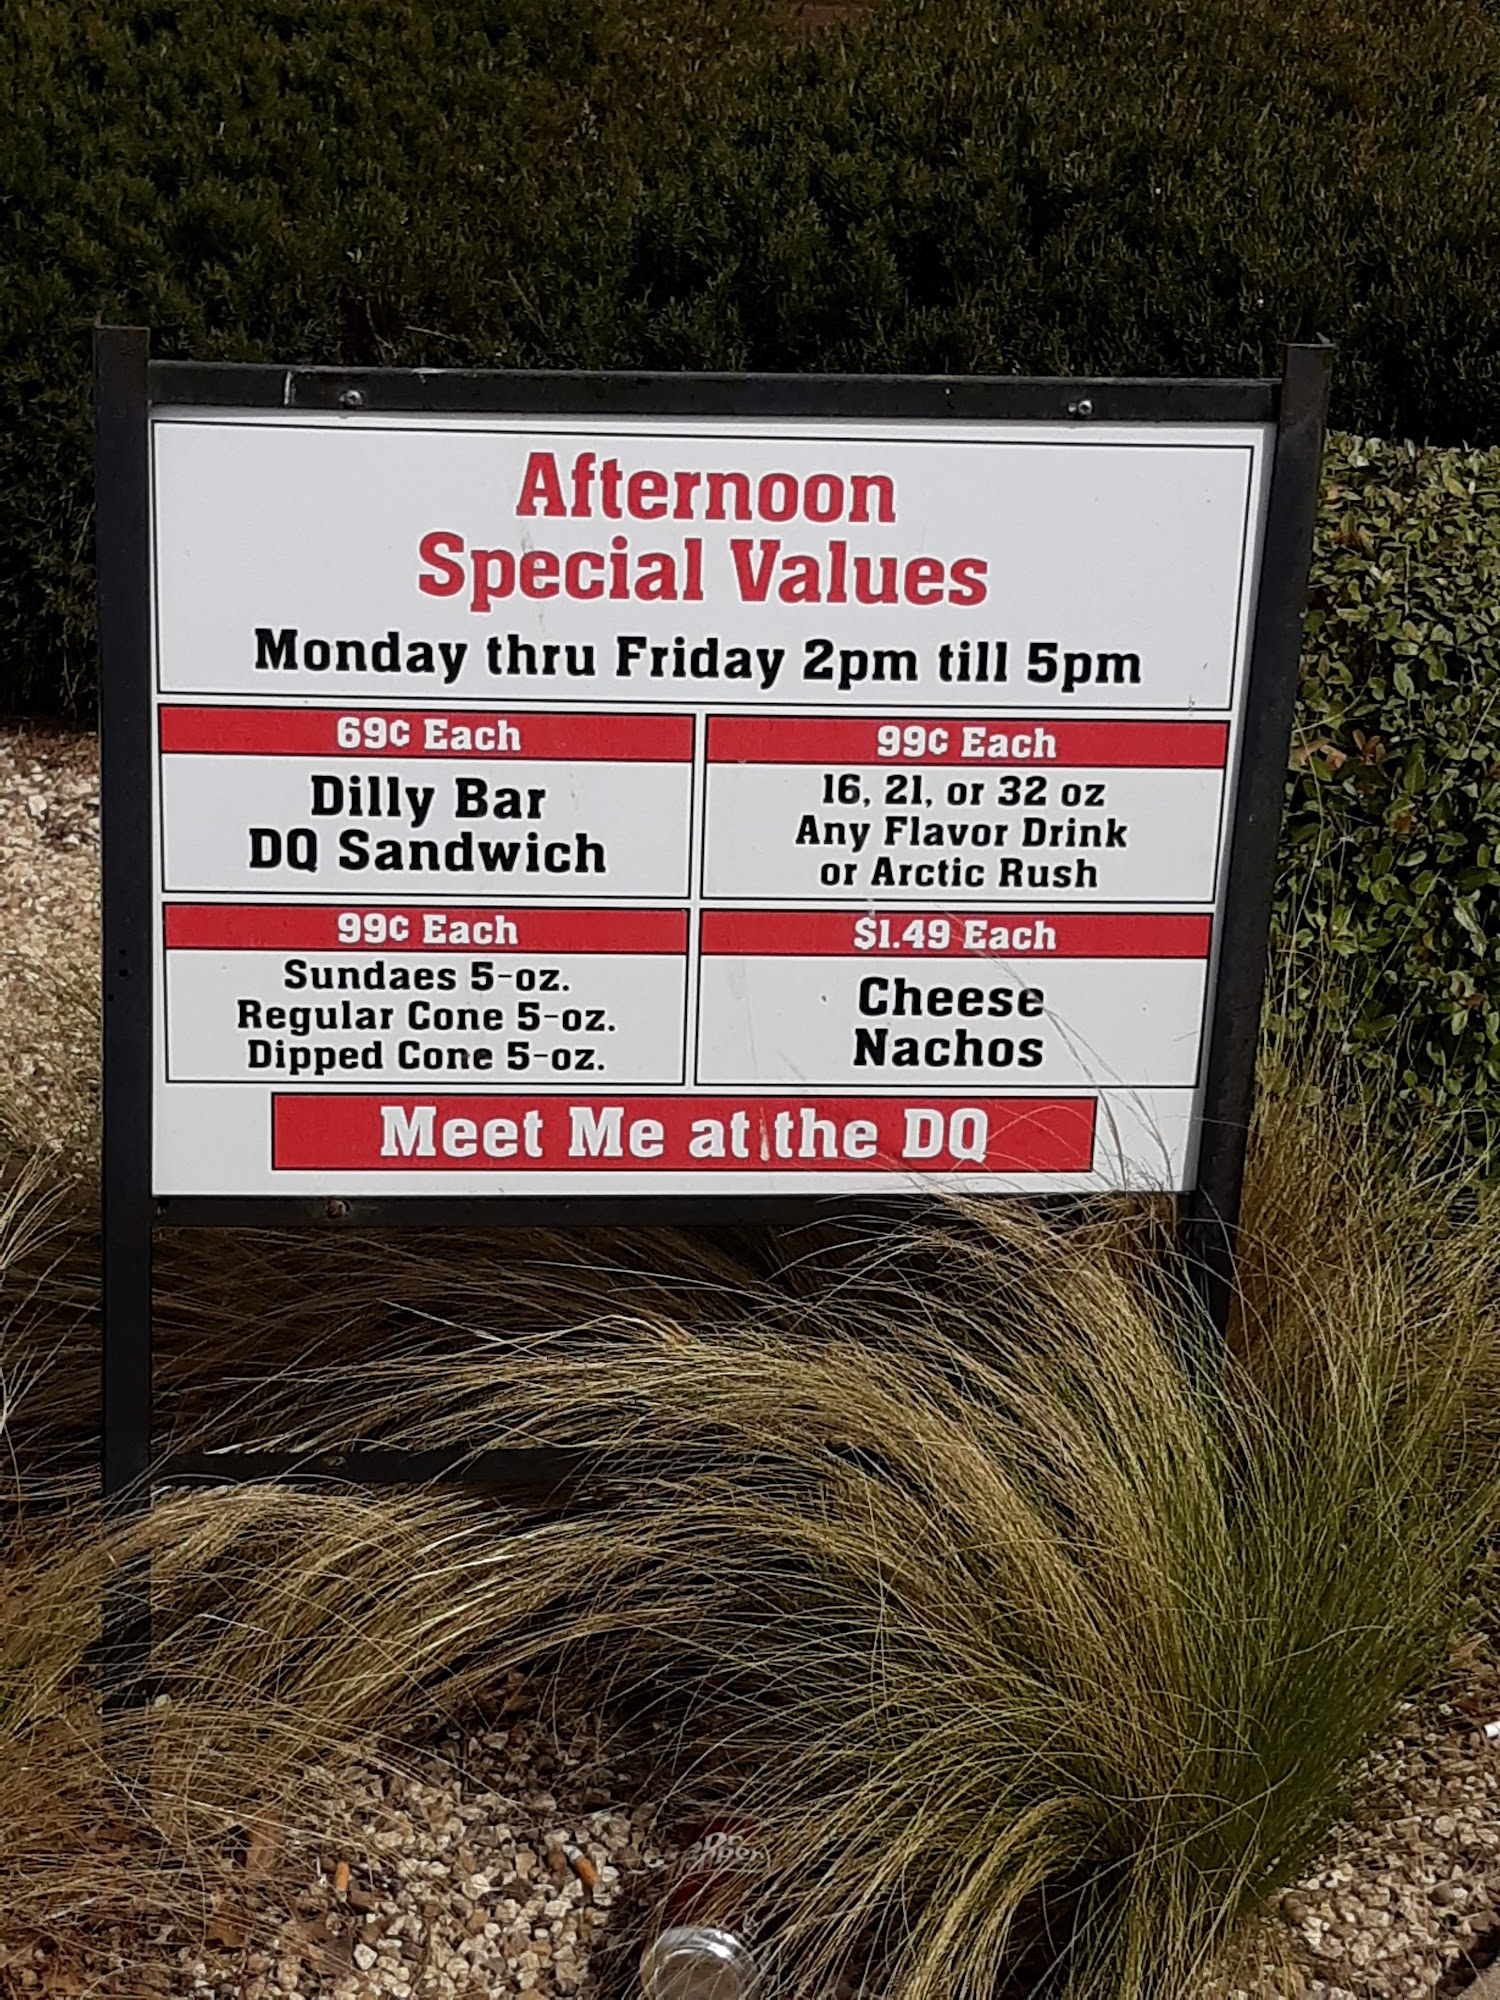 Afternoon
Special Values
Monday thru Friday 2pm till 5pm
69¢ Each
Dilly Bar
DQ Sandwich
99¢ Each
16, 21, or 32 oz
Any Flavor Drink
or Arctic Rush
99¢ Each
Sundaes 5-oz.
Regular Cone 5-oz.
Dipped Cone 5-oz.
$1.49 Each
Cheese
Nachos
Meet Me at the DQ